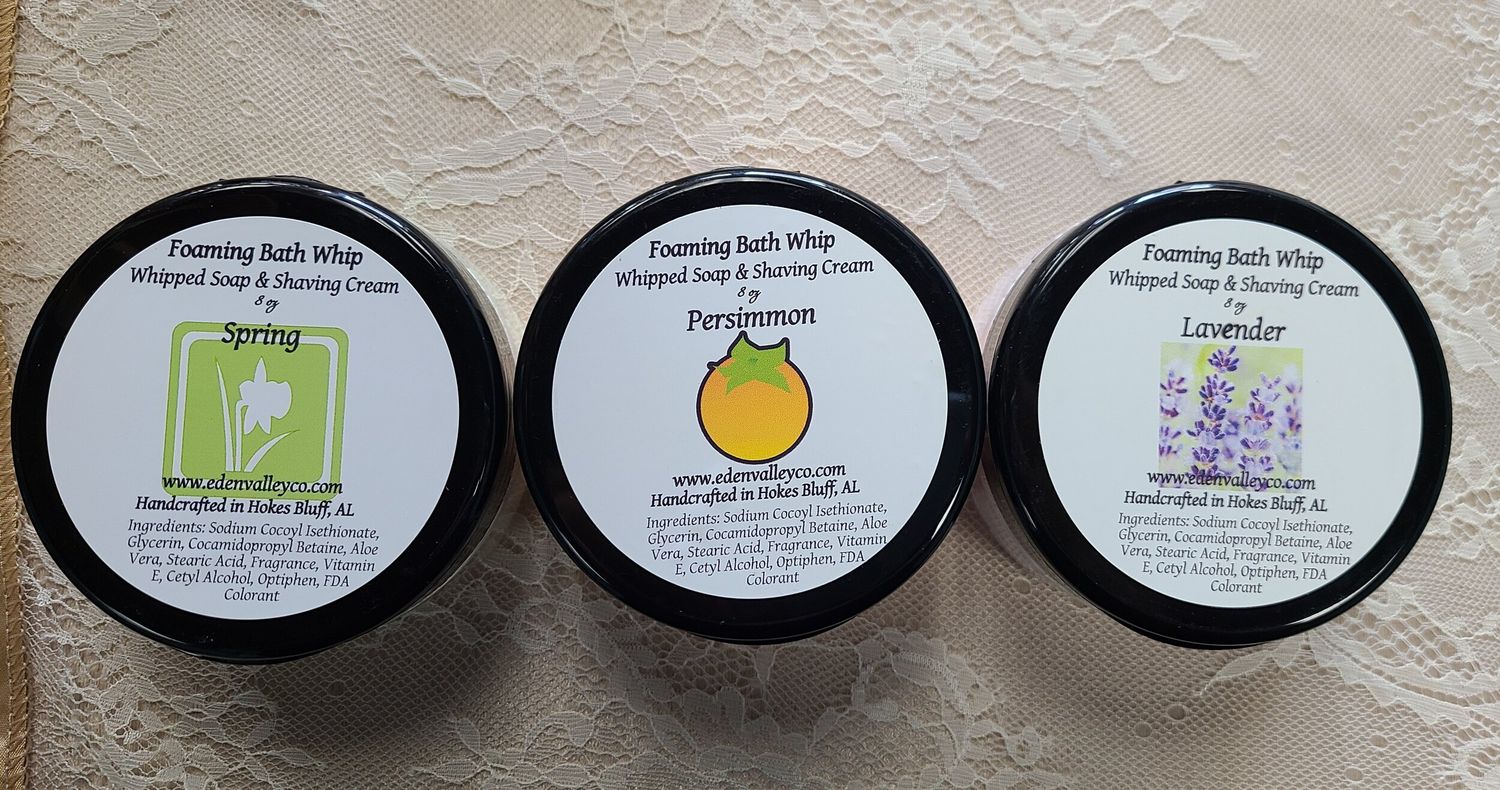 Foaming Bath Whip
Whipped Soap & Shaving Cream
8 oz
Spring
www.edenvalleyco.com
Handcrafted in Hokes Bluff, AL
Ingredients: Sodium Cocoyl Isethionate,
Glycerin, Cocamidopropyl Betaine, Aloe
Vera, Stearic Acid, Fragrance, Vitamin
E, Cetyl Alcohol, Optiphen, FDA
Colorant
Foaming Bath Whip
Whipped Soap & Shaving Cream
8 oz
Persimmon
www.edenvalleyco.com
Handcrafted in Hokes Bluff, AL
Ingredients: Sodium Cocoyl Isethionate,
Glycerin, Cocamidopropyl Betaine, Aloe
Vera, Stearic Acid, Fragrance, Vitamin
E, Cetyl Alcohol, Optiphen, FDA
Colorant
Foaming Bath Whip
Whipped Soap & Shaving Cream
8 oz
Lavender
www.edenvalleyco.com
Handcrafted in Hokes Bluff, AL
Ingredients: Sodium Cocoyl Isethionate,
Glycerin, Cocamidopropyl Betaine, Aloe
Vera, Stearic Acid, Fragrance, Vitamin
E, Cetyl Alcohol, Optiphen, FDA
Colorant